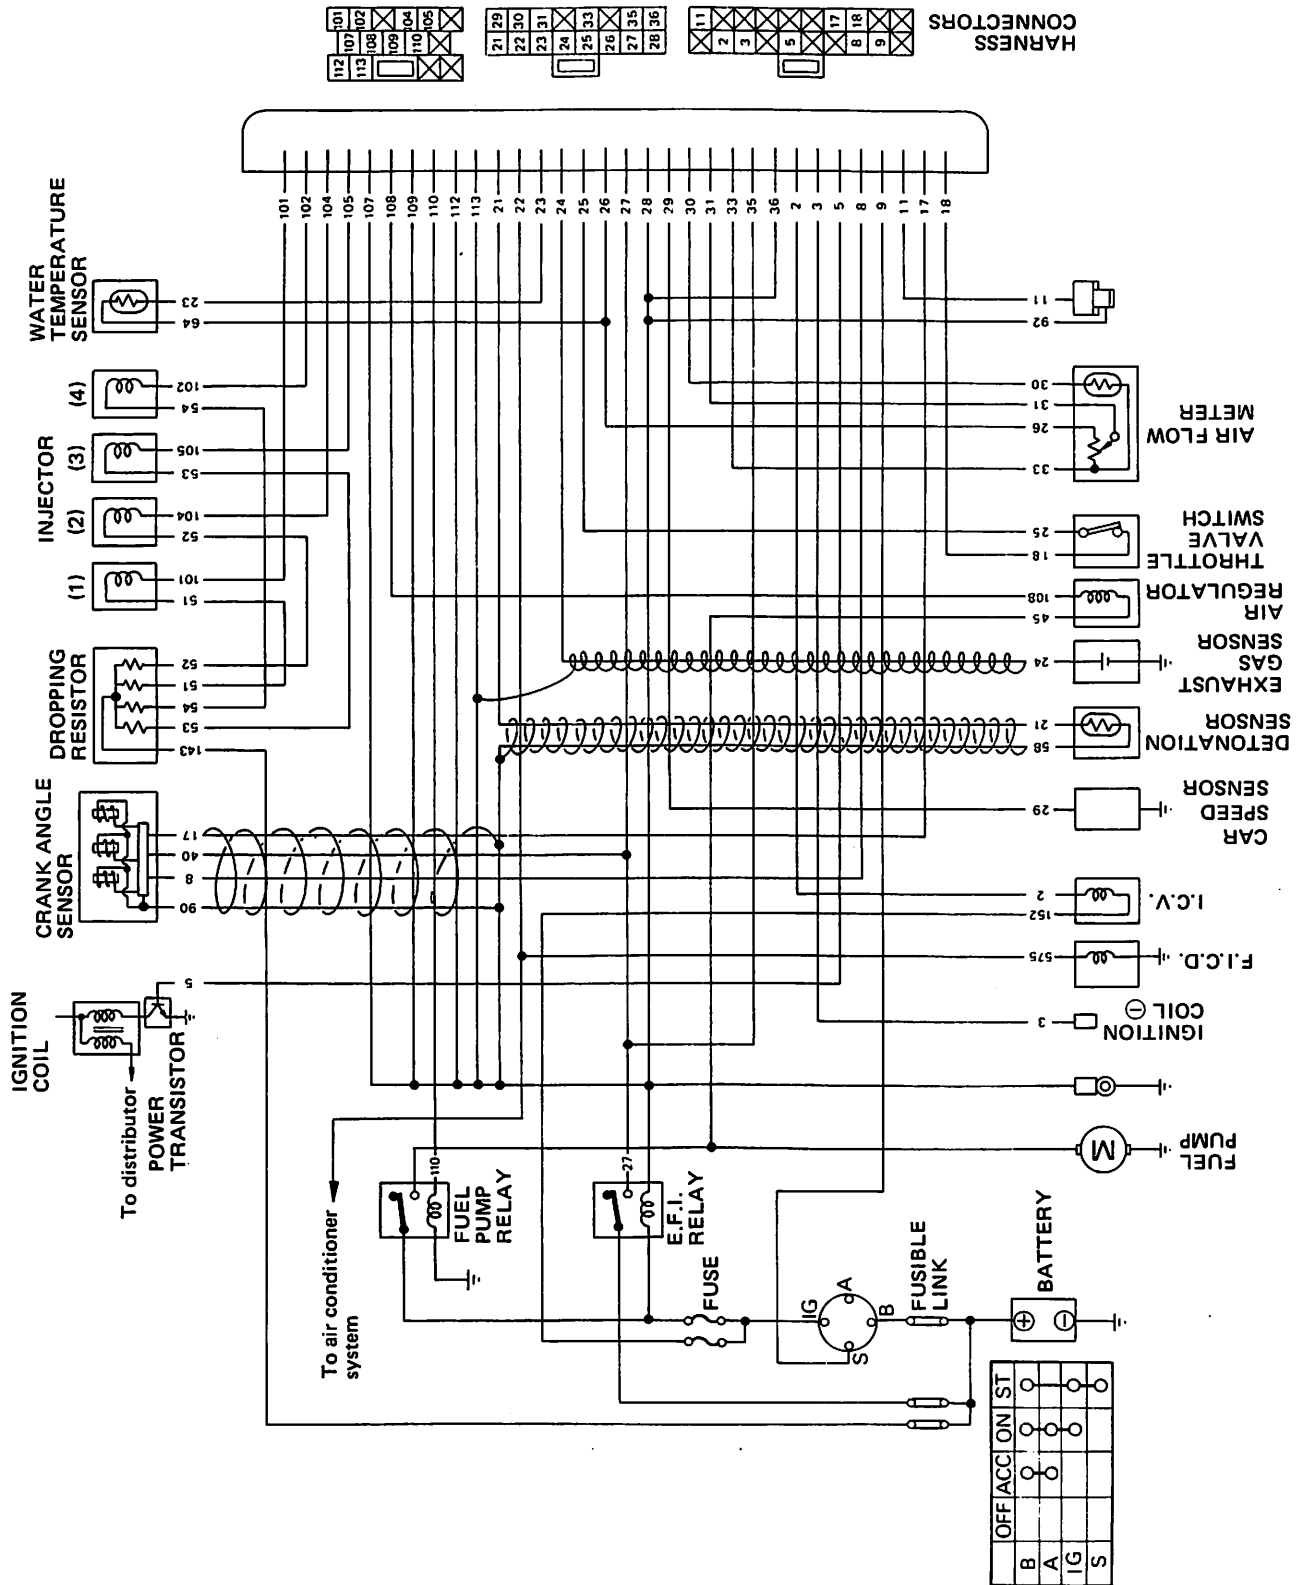 HARNESS
CONNECTORS
101 102 104 105
107 108 109 110
112 113
29 30 31 33 35 36
21 22 23 24 25 26 27 28
11 17 18
2 3 5 8 9
101 102 104 105 107 108 109 110 112 113 21 22 23 24 25 26 27 28 29 30 31 33 35 36 2 3 5 8 9 11 17 18
WATER
TEMPERATURE
SENSOR
23
64
INJECTOR
(4)
102
54
(3)
105
53
(2)
104
52
(1)
101
51
DROPPING
RESISTOR
52
51
54
53
143
CRANK ANGLE
SENSOR
17
40
8
90
IGNITION
COIL
5
To distributor
POWER
TRANSISTOR
11
92
AIR FLOW
METER
30
31
26
33
THROTTLE
VALVE
SWITCH
25
18
AIR
REGULATOR
108
45
EXHAUST
GAS
SENSOR
24
DETONATION
SENSOR
21
58
CAR
SPEED
SENSOR
29
I.C.V.
2
152
F.I.C.D.
575
IGNITION
COIL ⊖
3
FUEL
PUMP
M
To air conditioner
system
110
FUEL
PUMP
RELAY
27
E.F.I.
RELAY
FUSE
IG
A
B
S
FUSIBLE
LINK
BATTERY
+
−
OFF ACC ON ST
B
A
IG
S